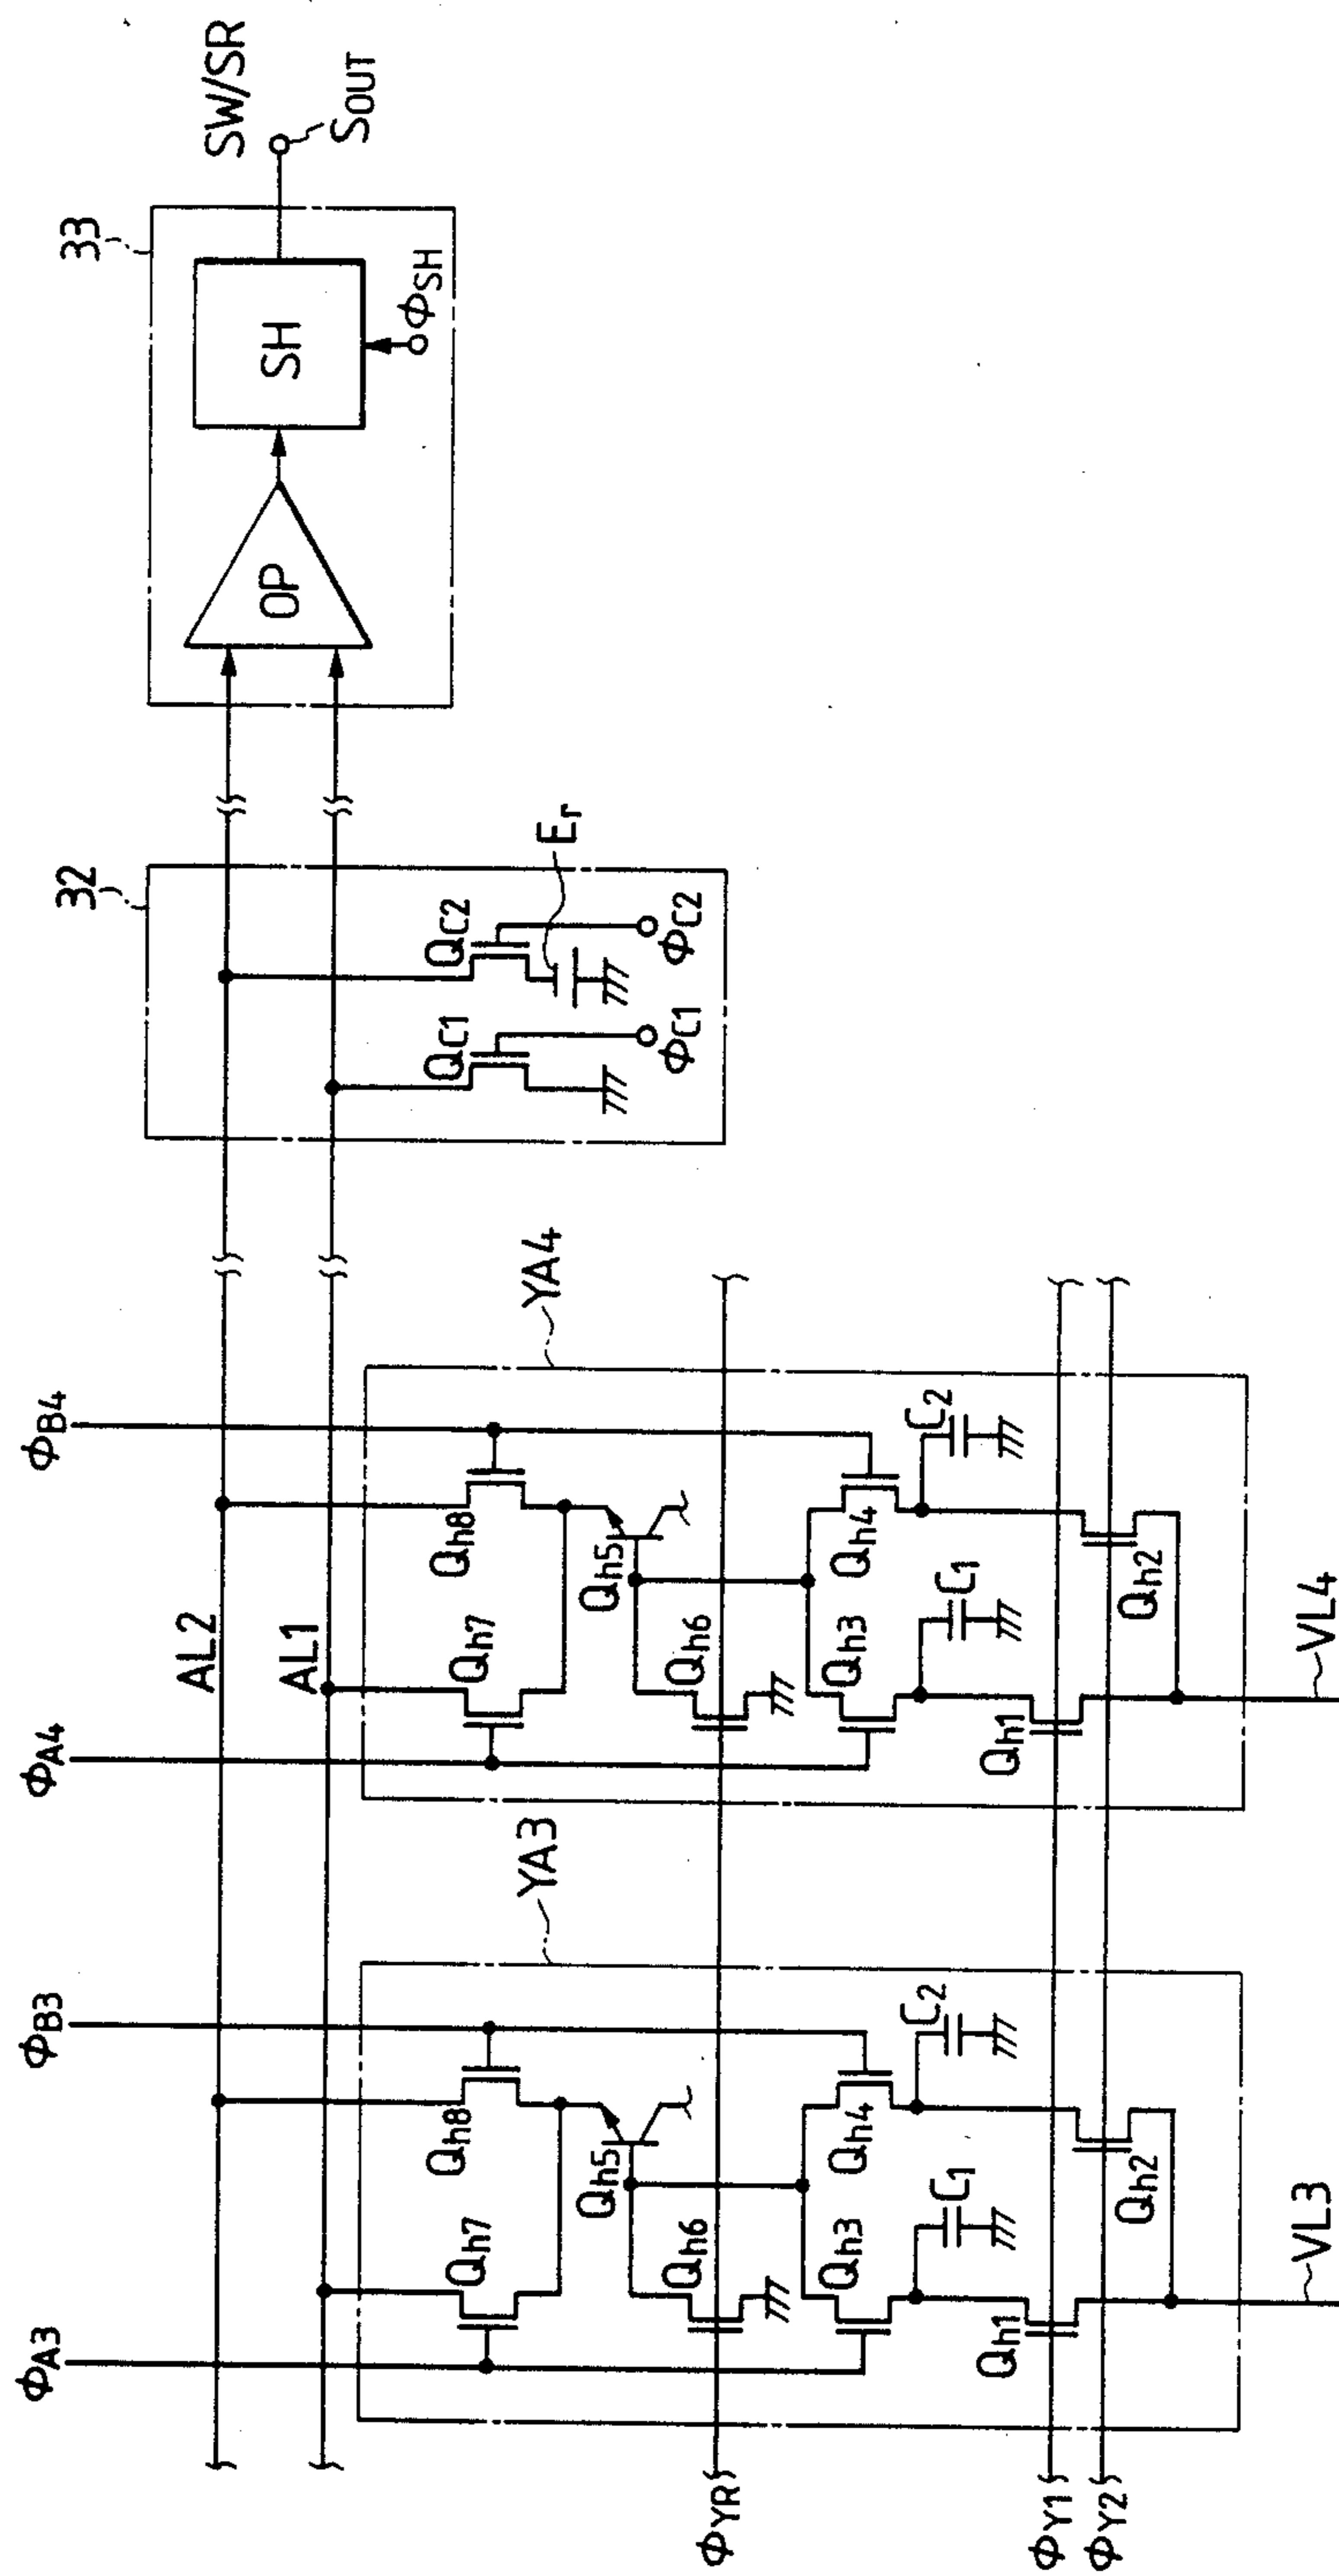 ΦA3
ΦB3
ΦA4
ΦB4
32
33
AL2
AL1
Qh7
Qh8
YA3
Qh5
Qh6
Qh3
Qh4
C1
C2
Qh1
Qh2
VL3
Qh7
Qh8
YA4
Qh5
Qh6
Qh3
Qh4
C1
C2
Qh1
Qh2
VL4
ΦYR
ΦY1
ΦY2
QC1
QC2
Er
ΦC1
ΦC2
OP
SH
ΦSH
SW/SR
SOUT